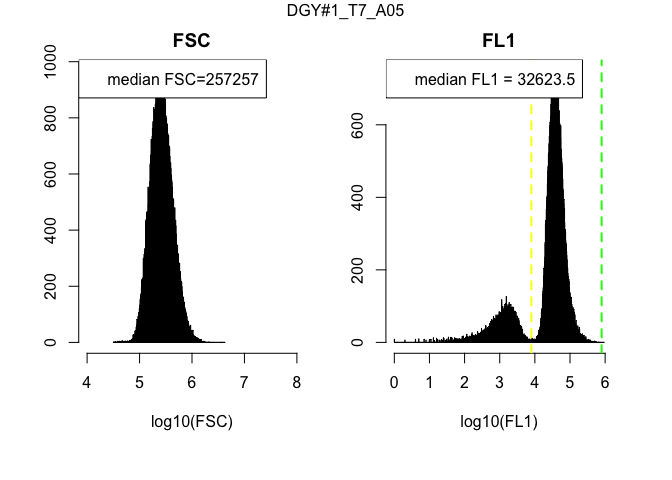 DGY#1_T7_A05
FSC
median FSC=257257
0
200
400
600
800
1000
4 5 6 7 8
log10(FSC)
FL1
median FL1 = 32623.5
0
200
400
600
0 1 2 3 4 5 6
log10(FL1)